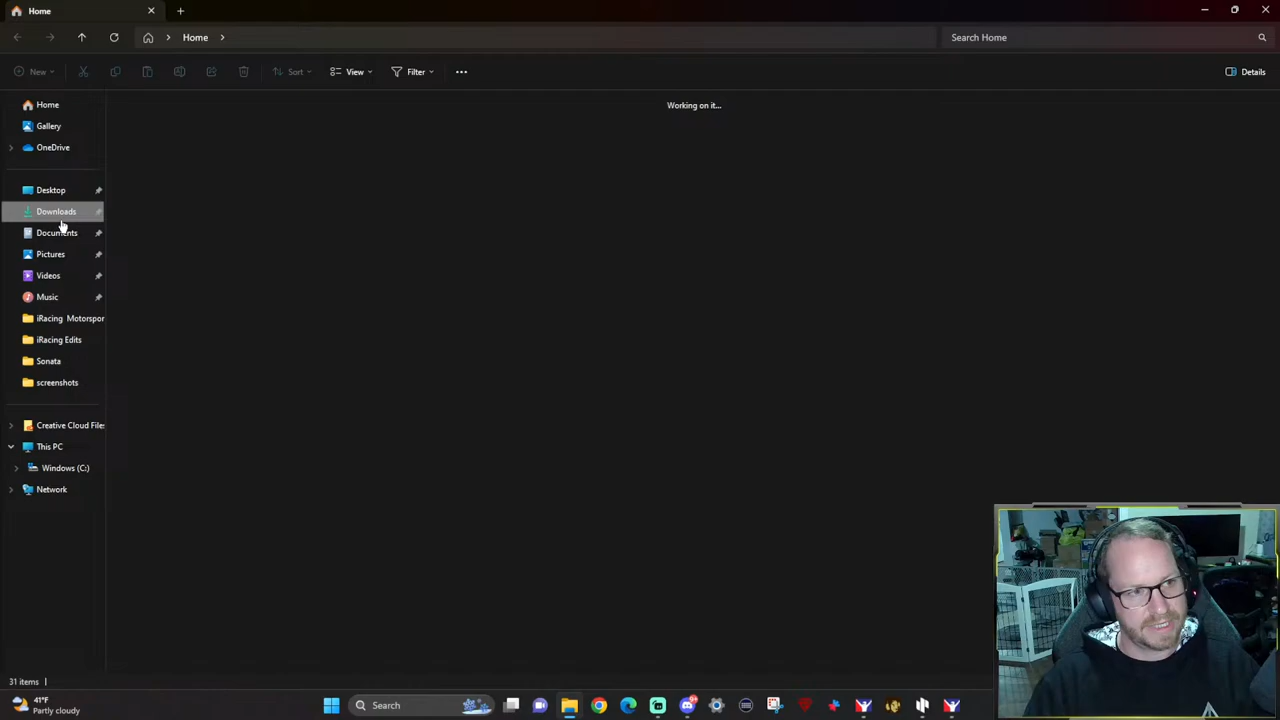 Home
Home
Search Home
New
Sort
View
Filter
Details
Home
Gallery
OneDrive
Working on it...
Desktop
Downloads
Documents
Pictures
Videos
Music
iRacing Motorspor
iRacing Edits
Sonata
screenshots
Creative Cloud Files
This PC
Windows (C:)
Network
31 items
41°F
Partly cloudy
Search